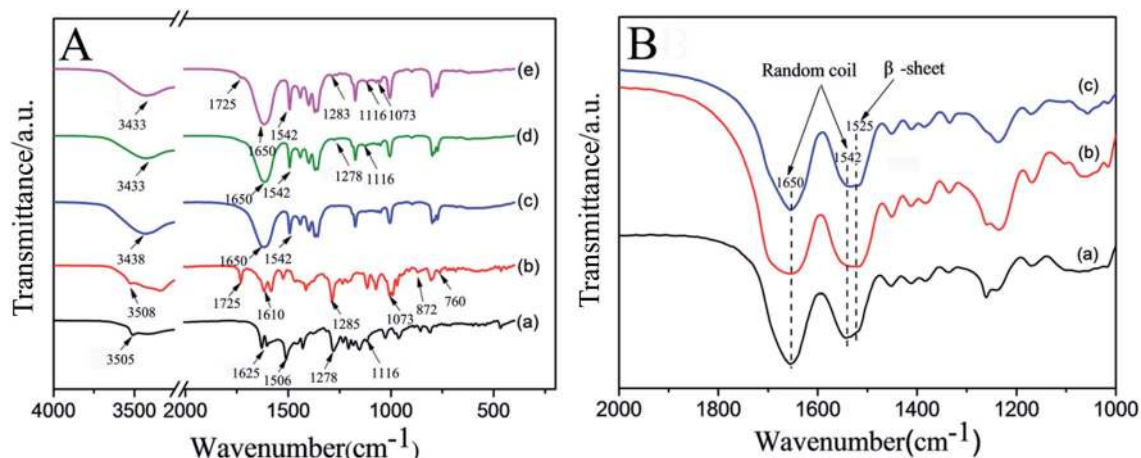 A
(e)
1725
3433
1650
1542
1283
1116
1073
(d)
3433
1650
1542
1278
1116
(c)
3438
1650
1542
(b)
3508
1725
1610
1285
1073
872
760
(a)
3505
1625
1506
1278
1116
4000
3500
2000
1500
1000
500
Wavenumber(cm-1)
Transmittance/a.u.
B
Random coil
β -sheet
1525
1542
1650
(c)
(b)
(a)
2000
1800
1600
1400
1200
1000
Wavenumber(cm-1)
Transmittance/a.u.